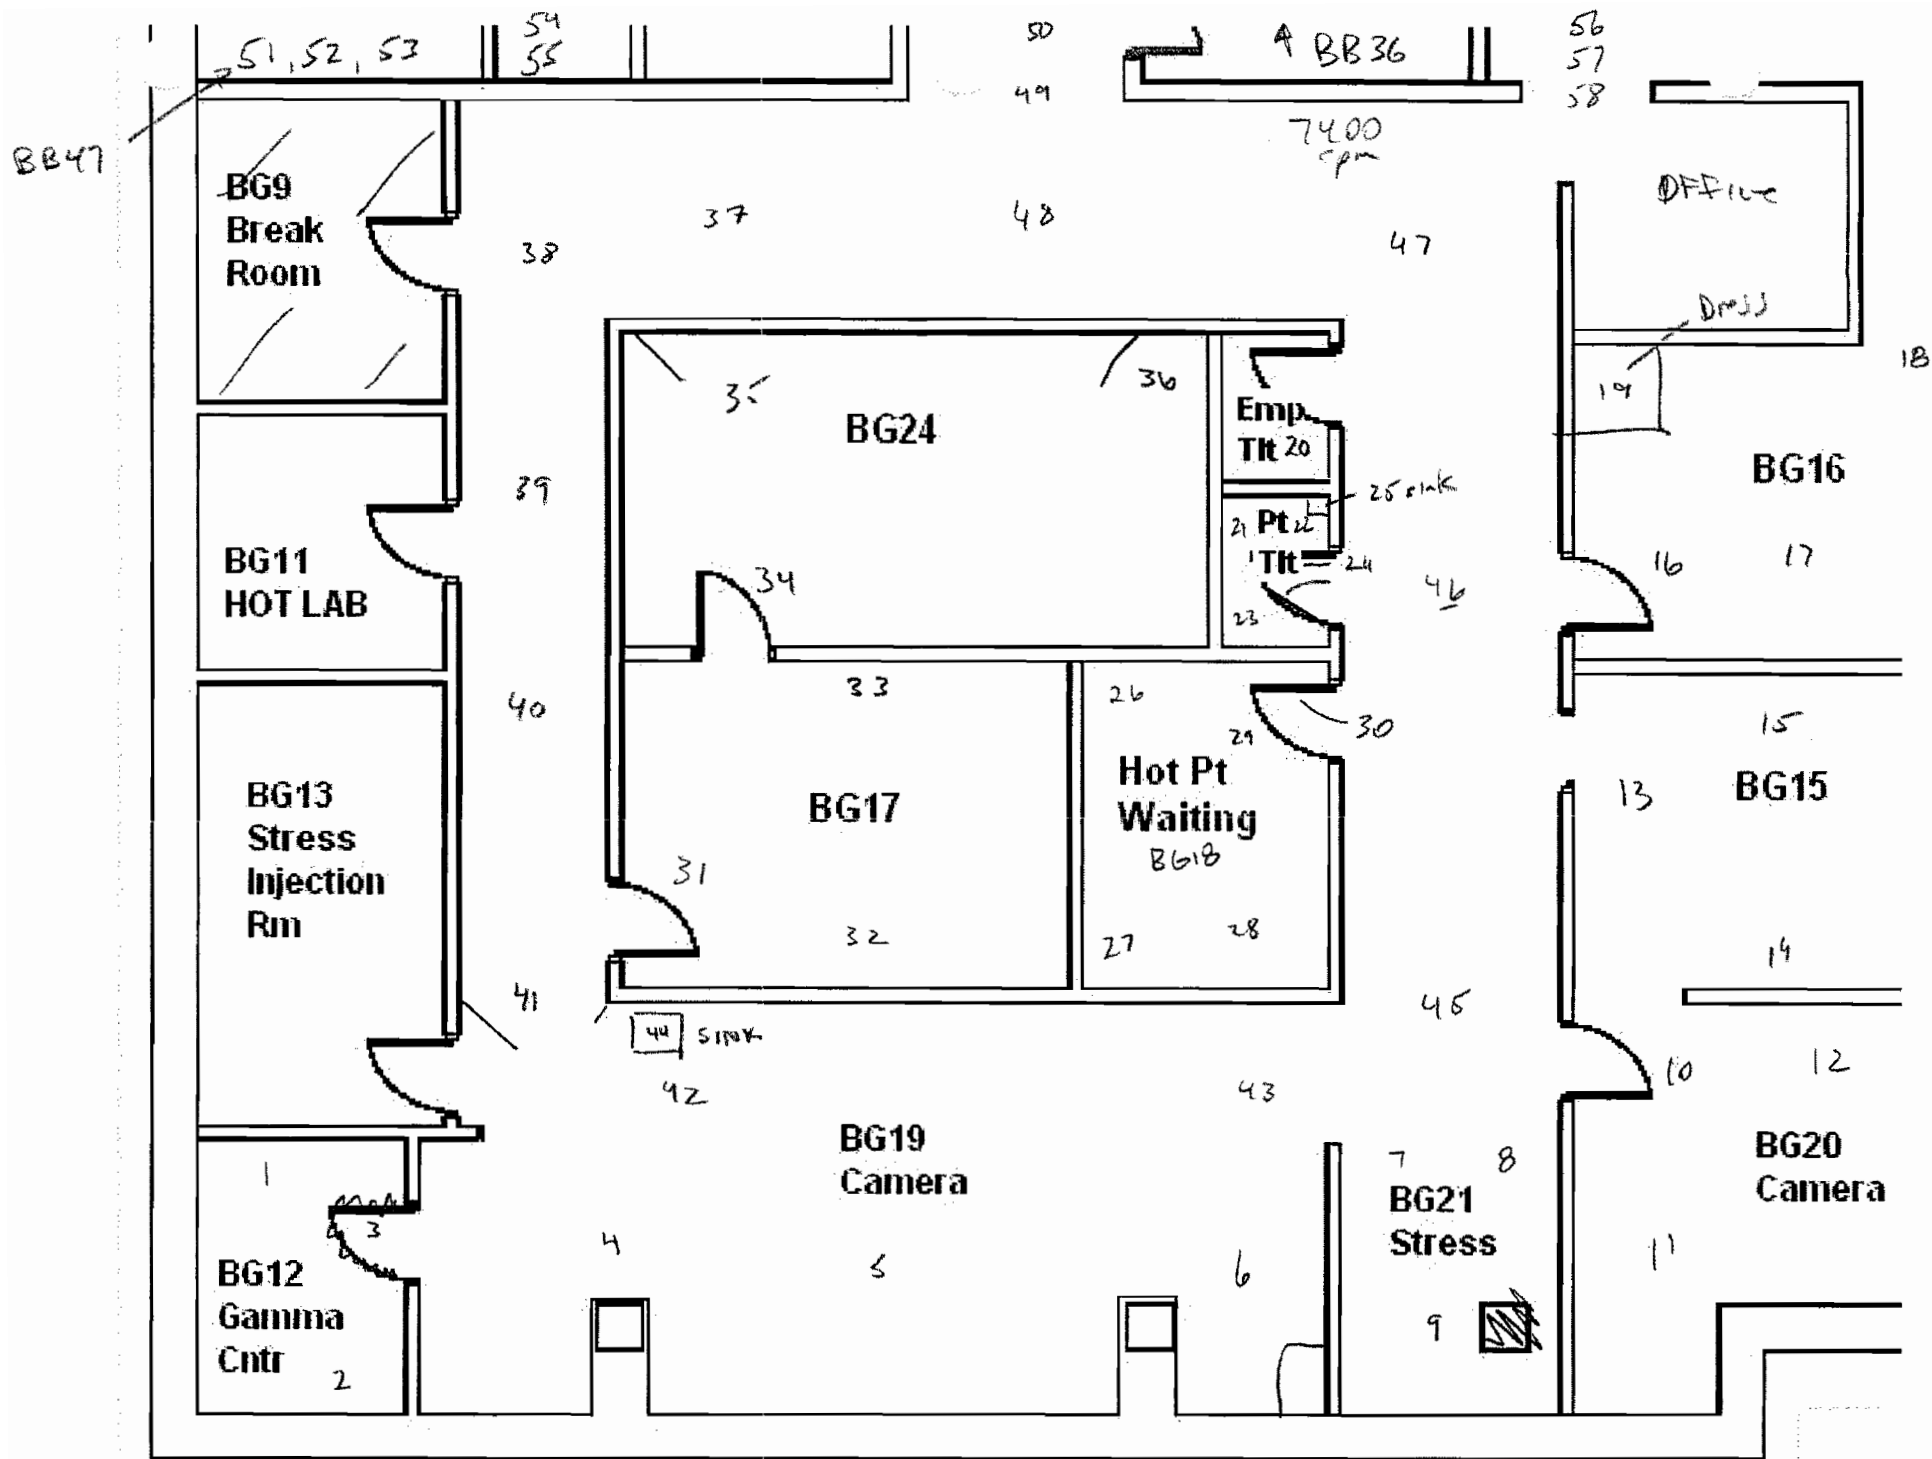 51, 52, 53
54
55
50
49
↑ BB36
56
57
58
BB47
7400
cpm
BG9
Break
Room
38
37
48
47
OFFice
Dress
19
18
35
36
BG24
Emp
Tlt 20
BG16
39
25 sink
21 Pt 22
Tlt
24
23
46
16
17
BG11
HOT LAB
34
40
33
26
29
30
15
BG13
Stress
Injection
Rm
BG17
Hot Pt
Waiting
BG18
13
BG15
31
32
27
28
14
41
44 SINK
45
42
43
10
12
BG19
Camera
7
8
BG21
Stress
BG20
Camera
1
3
BG12
Gamma
Cntr
2
4
5
6
9
11